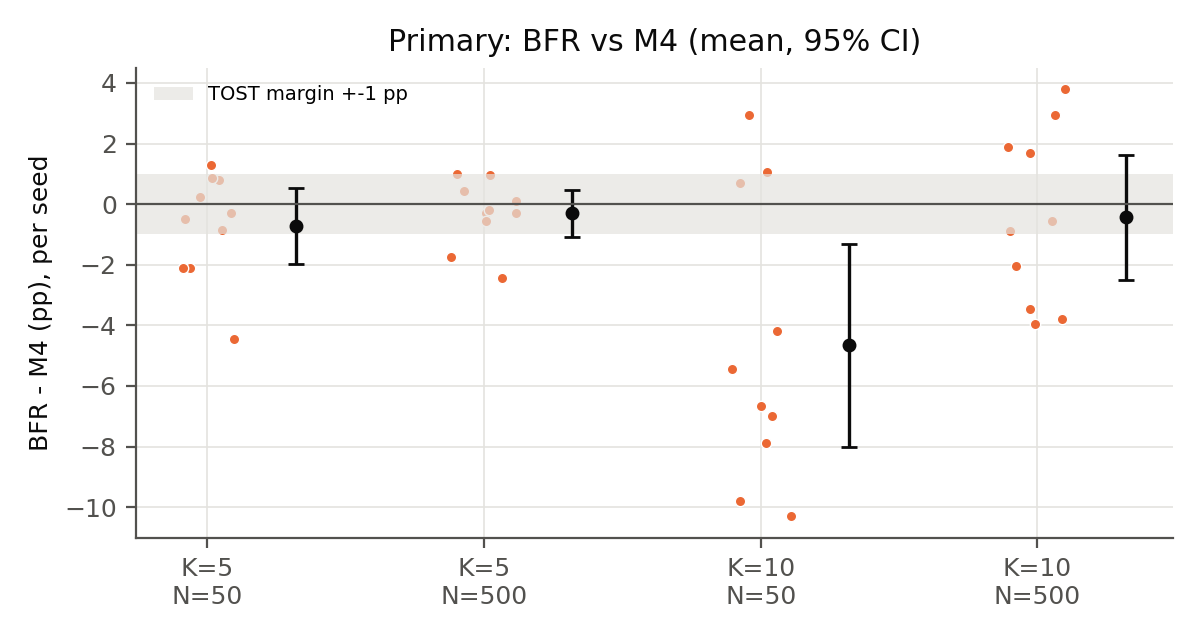 Primary: BFR vs M4 (mean, 95% CI)
TOST margin +-1 pp
BFR - M4 (pp), per seed
4
2
0
−2
−4
−6
−8
−10
K=5
N=50
K=5
N=500
K=10
N=50
K=10
N=500